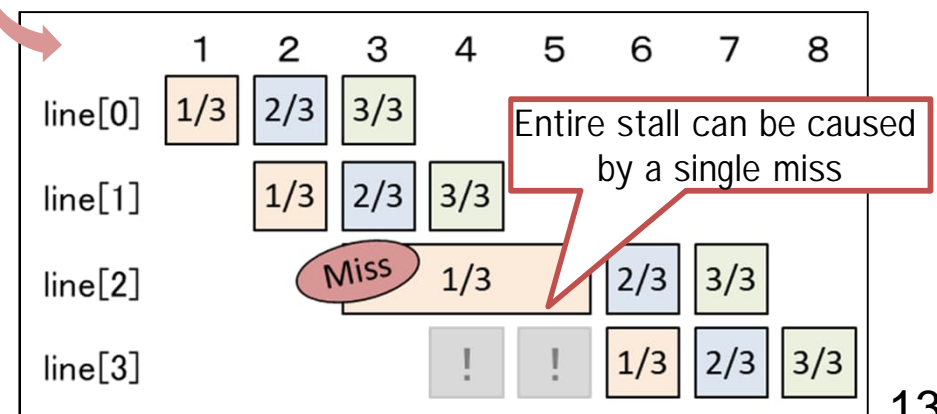 1 2 3 4 5 6 7 8
line[0] 1/3 2/3 3/3
Entire stall can be caused
by a single miss
line[1] 1/3 2/3 3/3
line[2] Miss 1/3 2/3 3/3
line[3] ! ! 1/3 2/3 3/3
13